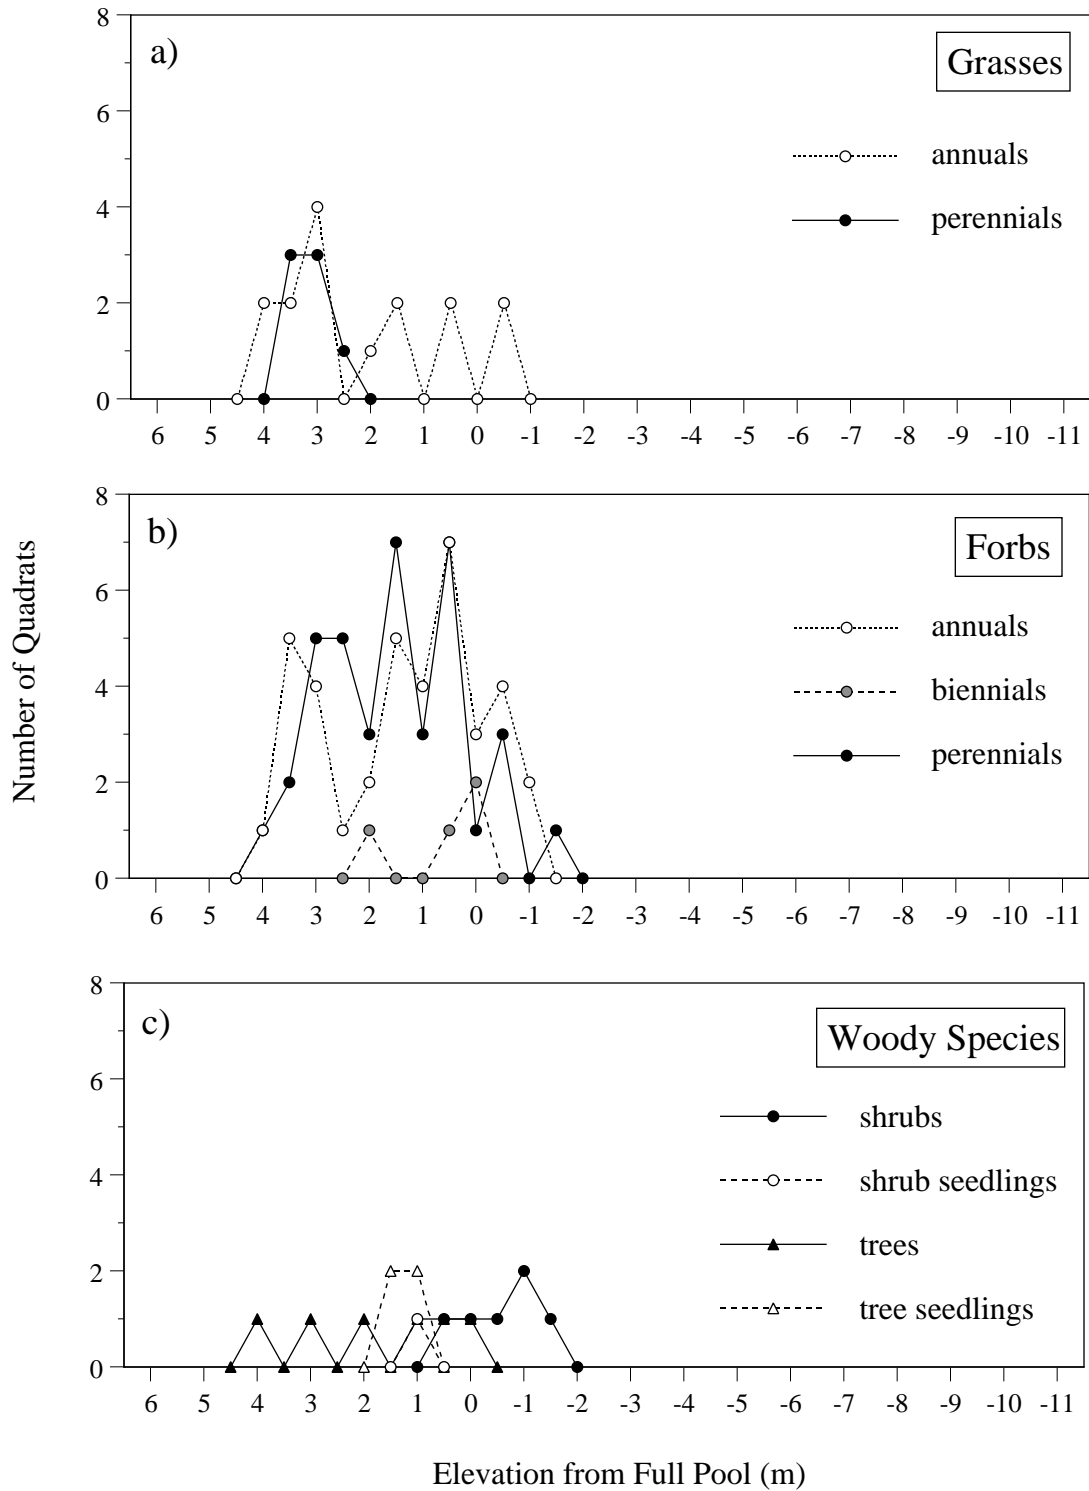 a)
Grasses
annuals
perennials
8
6
4
2
0
6 5 4 3 2 1 0 -1 -2 -3 -4 -5 -6 -7 -8 -9 -10 -11
Number of Quadrats
b)
Forbs
annuals
biennials
perennials
8
6
4
2
0
6 5 4 3 2 1 0 -1 -2 -3 -4 -5 -6 -7 -8 -9 -10 -11
c)
Woody Species
shrubs
shrub seedlings
trees
tree seedlings
8
6
4
2
0
6 5 4 3 2 1 0 -1 -2 -3 -4 -5 -6 -7 -8 -9 -10 -11
Elevation from Full Pool (m)